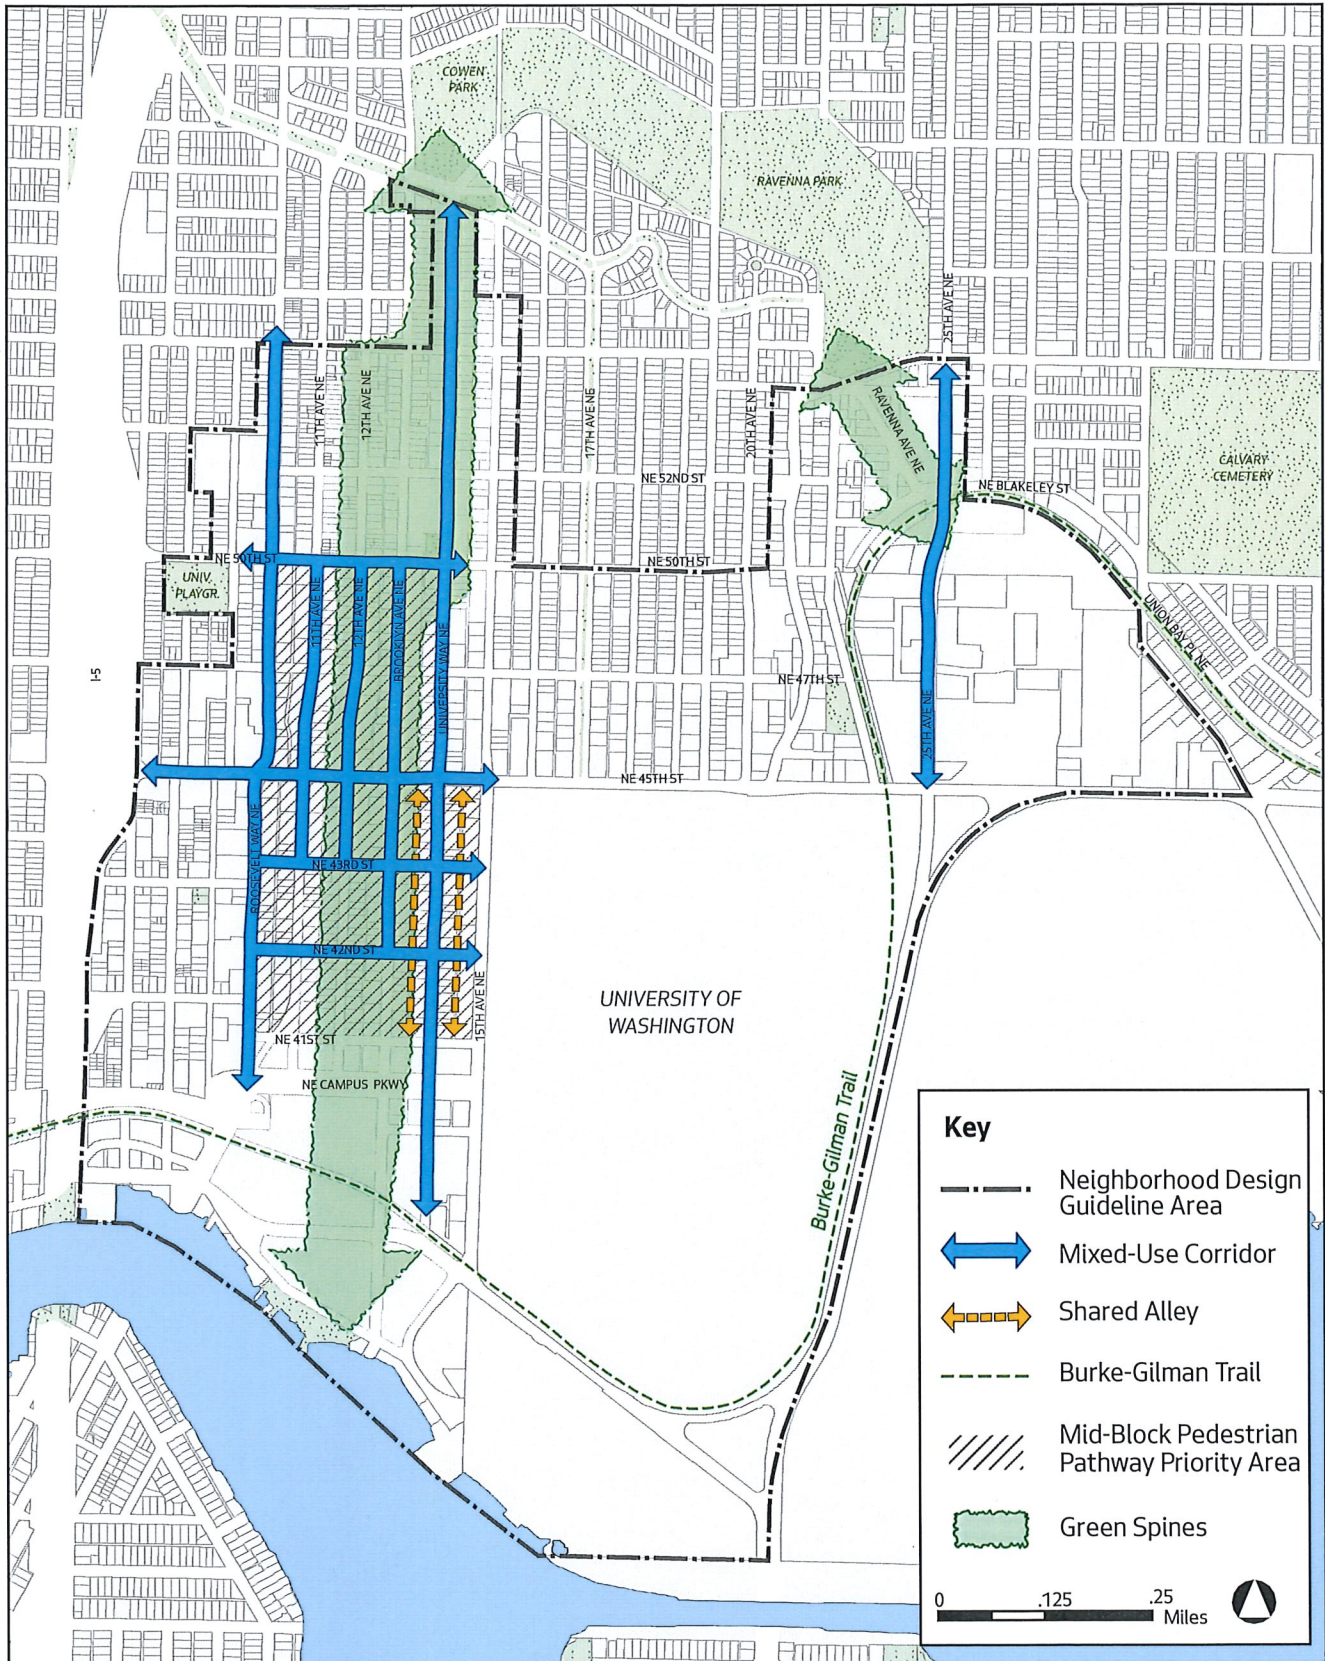 COWEN
PARK
RAVENNA PARK
25TH AVE NE
11TH AVE NE
12TH AVE NE
17TH AVE NE
20TH AVE NE
RAVENNA AVE NE
CALVARY
CEMETERY
NE 52ND ST
NE BLAKELEY ST
NE 50TH ST
NE 50TH ST
UNIV.
PLAYGR.
11TH AVE NE
12TH AVE NE
BROOKLYN AVE NE
UNIVERSITY WAY NE
UNION BAY PL NE
I-5
NE 47TH ST
25TH AVE NE
NE 45TH ST
ROOSEVELT WAY NE
NE 43RD ST
NE 42ND ST
15TH AVE NE
UNIVERSITY OF
WASHINGTON
NE 41ST ST
NE CAMPUS PKWY
Burke-Gilman Trail
Key
Neighborhood Design
Guideline Area
Mixed-Use Corridor
Shared Alley
Burke-Gilman Trail
Mid-Block Pedestrian
Pathway Priority Area
Green Spines
0 .125 .25
Miles